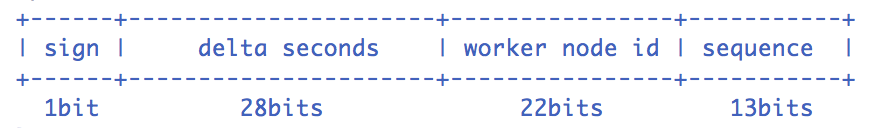 +------+----------------------+----------------+-----------+
| sign |     delta seconds    | worker node id | sequence  |
+------+----------------------+----------------+-----------+
  1bit          28bits              22bits         13bits